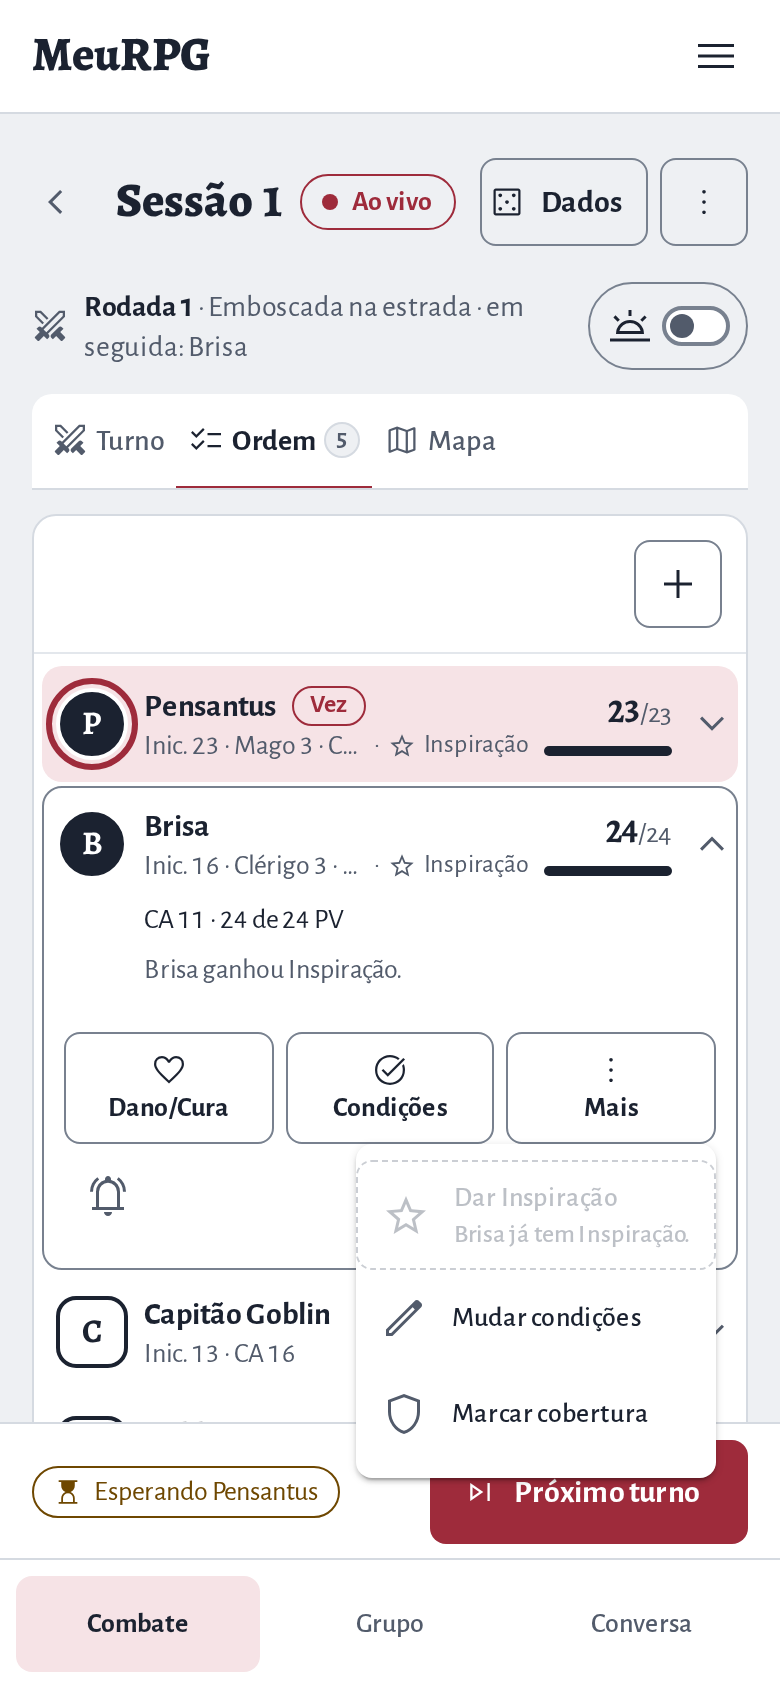 MeuRPG
Sessão 1
Ao vivo
Dados
Rodada 1 · Emboscada na estrada · em
seguida: Brisa
Turno
Ordem 5
Mapa
P
Pensantus
Vez
23/23
Inic. 23 · Mago 3 · C... · Inspiração
B
Brisa
24/24
Inic. 16 · Clérigo 3 · ... · Inspiração
CA 11 · 24 de 24 PV
Brisa ganhou Inspiração.
Dano/Cura
Condições
Mais
Dar Inspiração
Brisa já tem Inspiração.
Mudar condições
Marcar cobertura
C
Capitão Goblin
Inic. 13 · CA 16
Esperando Pensantus
Próximo turno
Combate
Grupo
Conversa